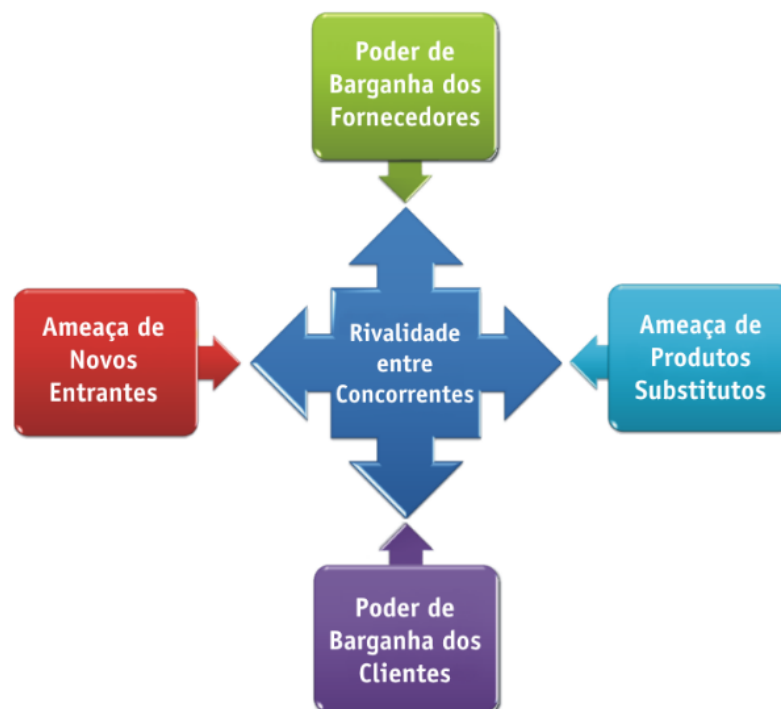 Poder de
Barganha dos
Fornecedores
Ameaça de
Novos
Entrantes
Rivalidade
entre
Concorrentes
Ameaça de
Produtos
Substitutos
Poder de
Barganha dos
Clientes